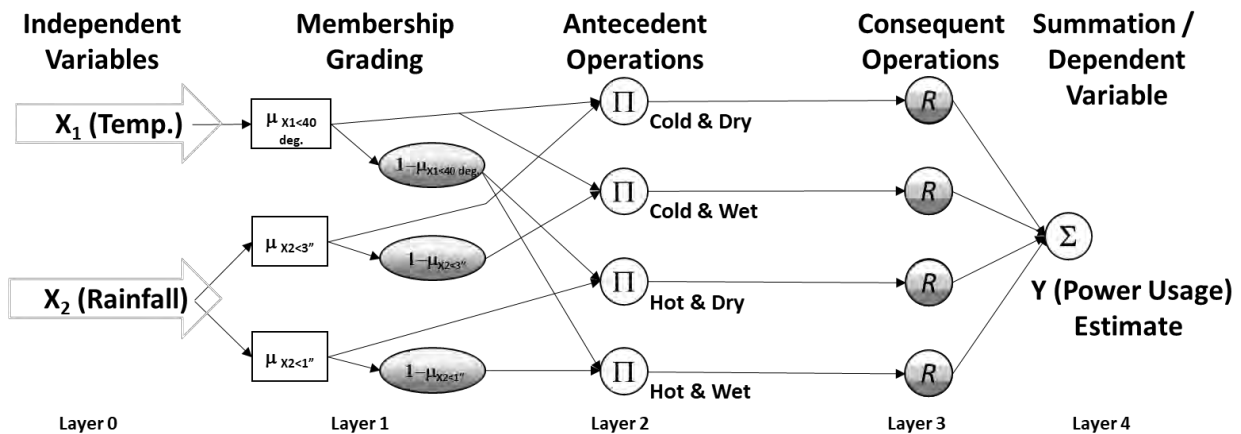 Independent
Variables
Membership
Grading
Antecedent
Operations
Consequent
Operations
Summation /
Dependent
Variable
X₁ (Temp.)
μ X1<40
deg.
1−μX1<40 deg.
Π
Cold & Dry
R
Π
Cold & Wet
R
μ X2<3”
1−μX2<3”
Σ
X₂ (Rainfall)
Π
Hot & Dry
R
Y (Power Usage)
Estimate
μ X2<1”
1−μX2<1”
Π
Hot & Wet
R
Layer 0
Layer 1
Layer 2
Layer 3
Layer 4